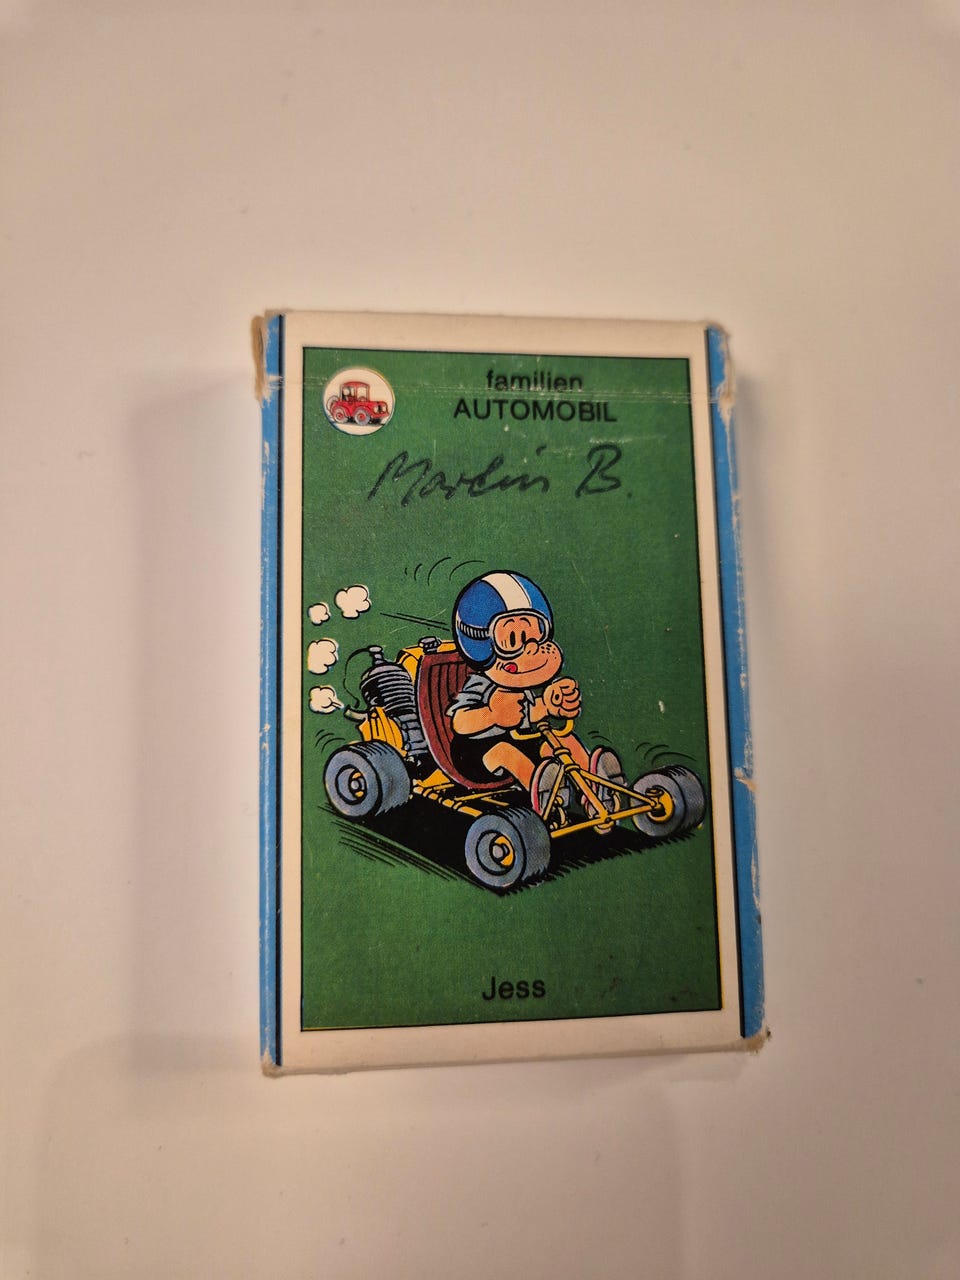 familien
AUTOMOBIL
Martin B.
Jess